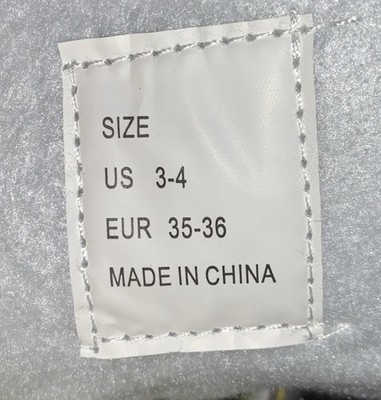 SIZE
US 3-4
EUR 35-36
MADE IN CHINA